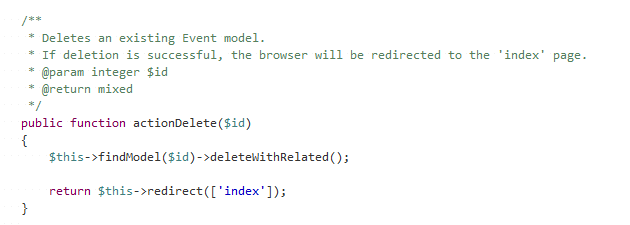 /**
 * Deletes an existing Event model.
 * If deletion is successful, the browser will be redirected to the 'index' page.
 * @param integer $id
 * @return mixed
 */
public function actionDelete($id)
{
    $this->findModel($id)->deleteWithRelated();

    return $this->redirect(['index']);
}